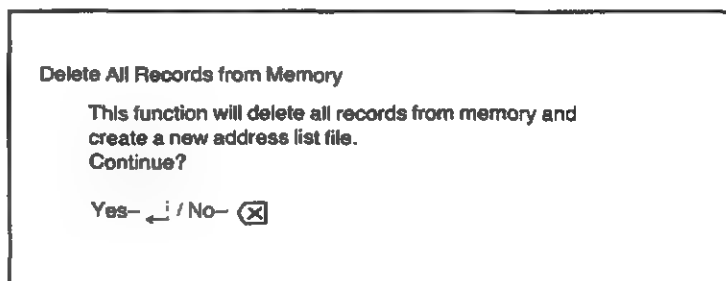 Delete All Records from Memory
This function will delete all records from memory and
create a new address list file.
Continue?
Yes– ↵ / No– ⌫